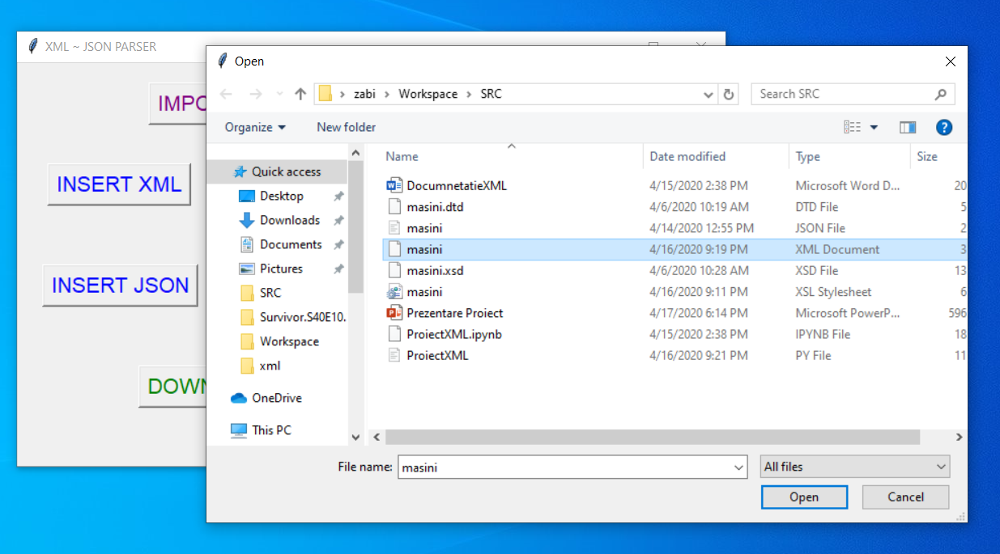 XML ~ JSON PARSER
Open
zabi > Workspace > SRC
Search SRC
Organize
New folder
?
Name Date modified Type Size
Quick access
Desktop
Downloads
Documents
Pictures
SRC
Survivor.S40E10.
Workspace
xml
OneDrive
This PC
DocumnetatieXML 4/15/2020 2:38 PM Microsoft Word D... 20
masini.dtd 4/6/2020 10:19 AM DTD File 5
masini 4/14/2020 12:55 PM JSON File 2
masini 4/16/2020 9:19 PM XML Document 3
masini.xsd 4/6/2020 10:28 AM XSD File 13
masini 4/16/2020 9:11 PM XSL Stylesheet 6
Prezentare Proiect 4/17/2020 6:14 PM Microsoft PowerP... 596
ProiectXML.ipynb 4/15/2020 2:38 PM IPYNB File 18
ProiectXML 4/16/2020 9:21 PM PY File 11
File name: masini
All files
Open
Cancel
IMPO
INSERT XML
INSERT JSON
DOWN